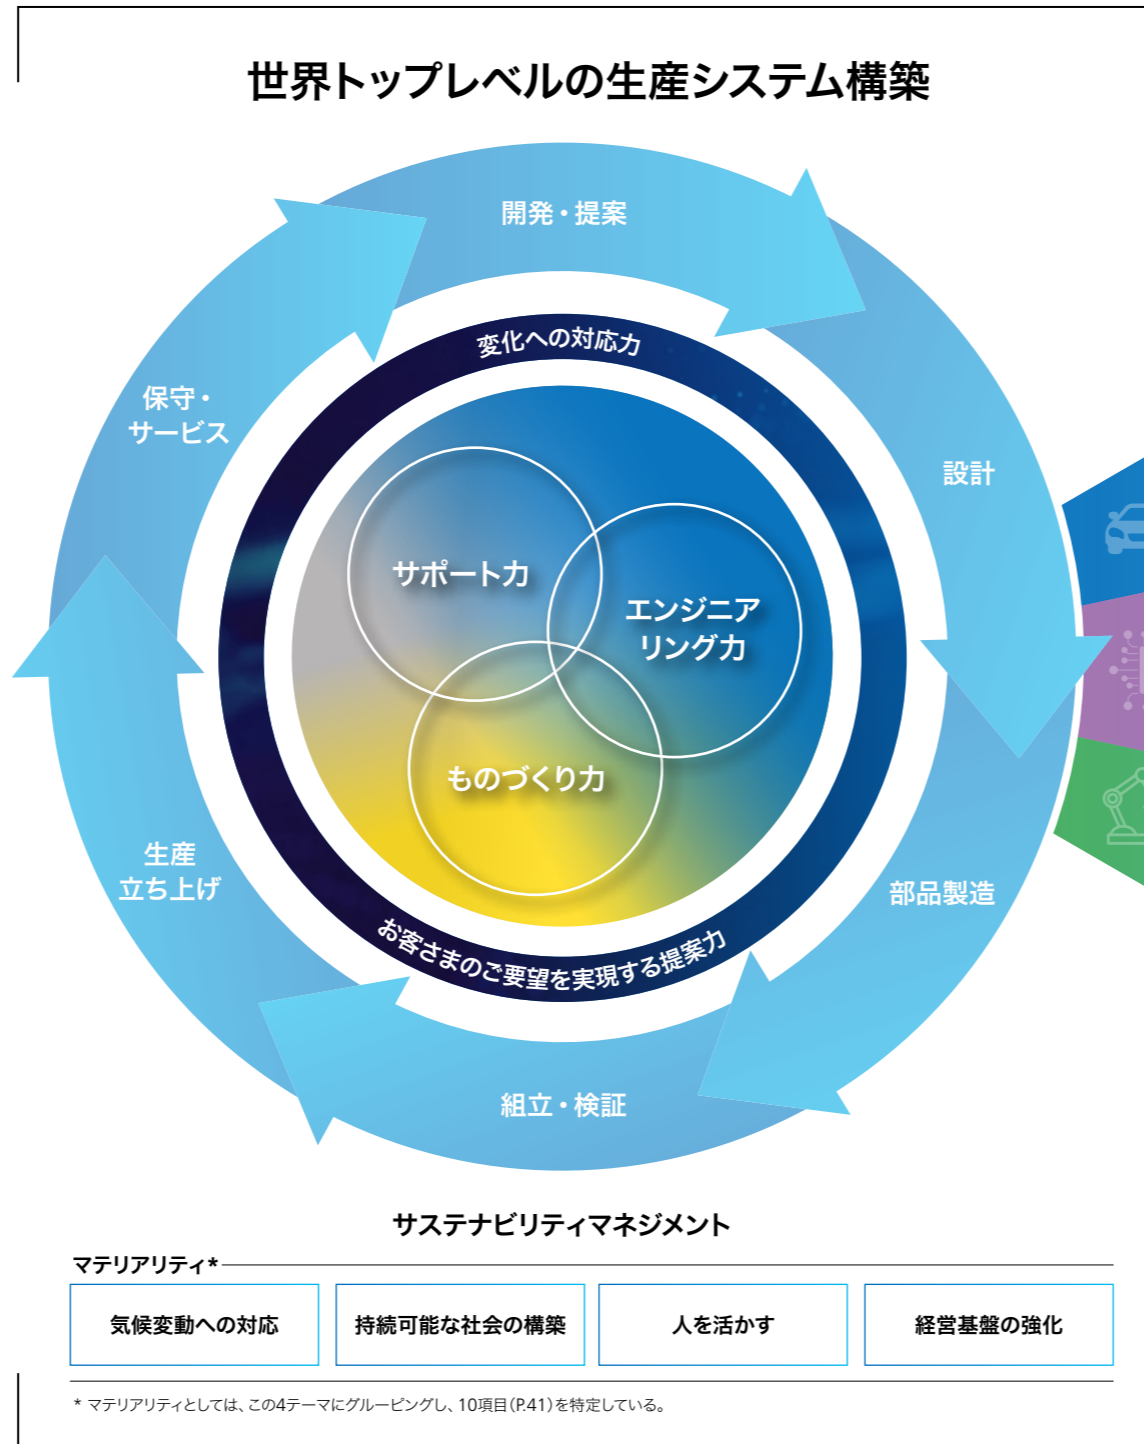 世界トップレベルの生産システム構築
開発・提案
設計
部品製造
組立・検証
生産
立ち上げ
保守・
サービス
変化への対応力
サポート力
エンジニア
リング力
ものづくり力
お客さまのご要望を実現する提案力
サステナビリティマネジメント
マテリアリティ*
気候変動への対応
持続可能な社会の構築
人を活かす
経営基盤の強化
* マテリアリティとしては、この4テーマにグルーピングし、10項目(P.41)を特定している。